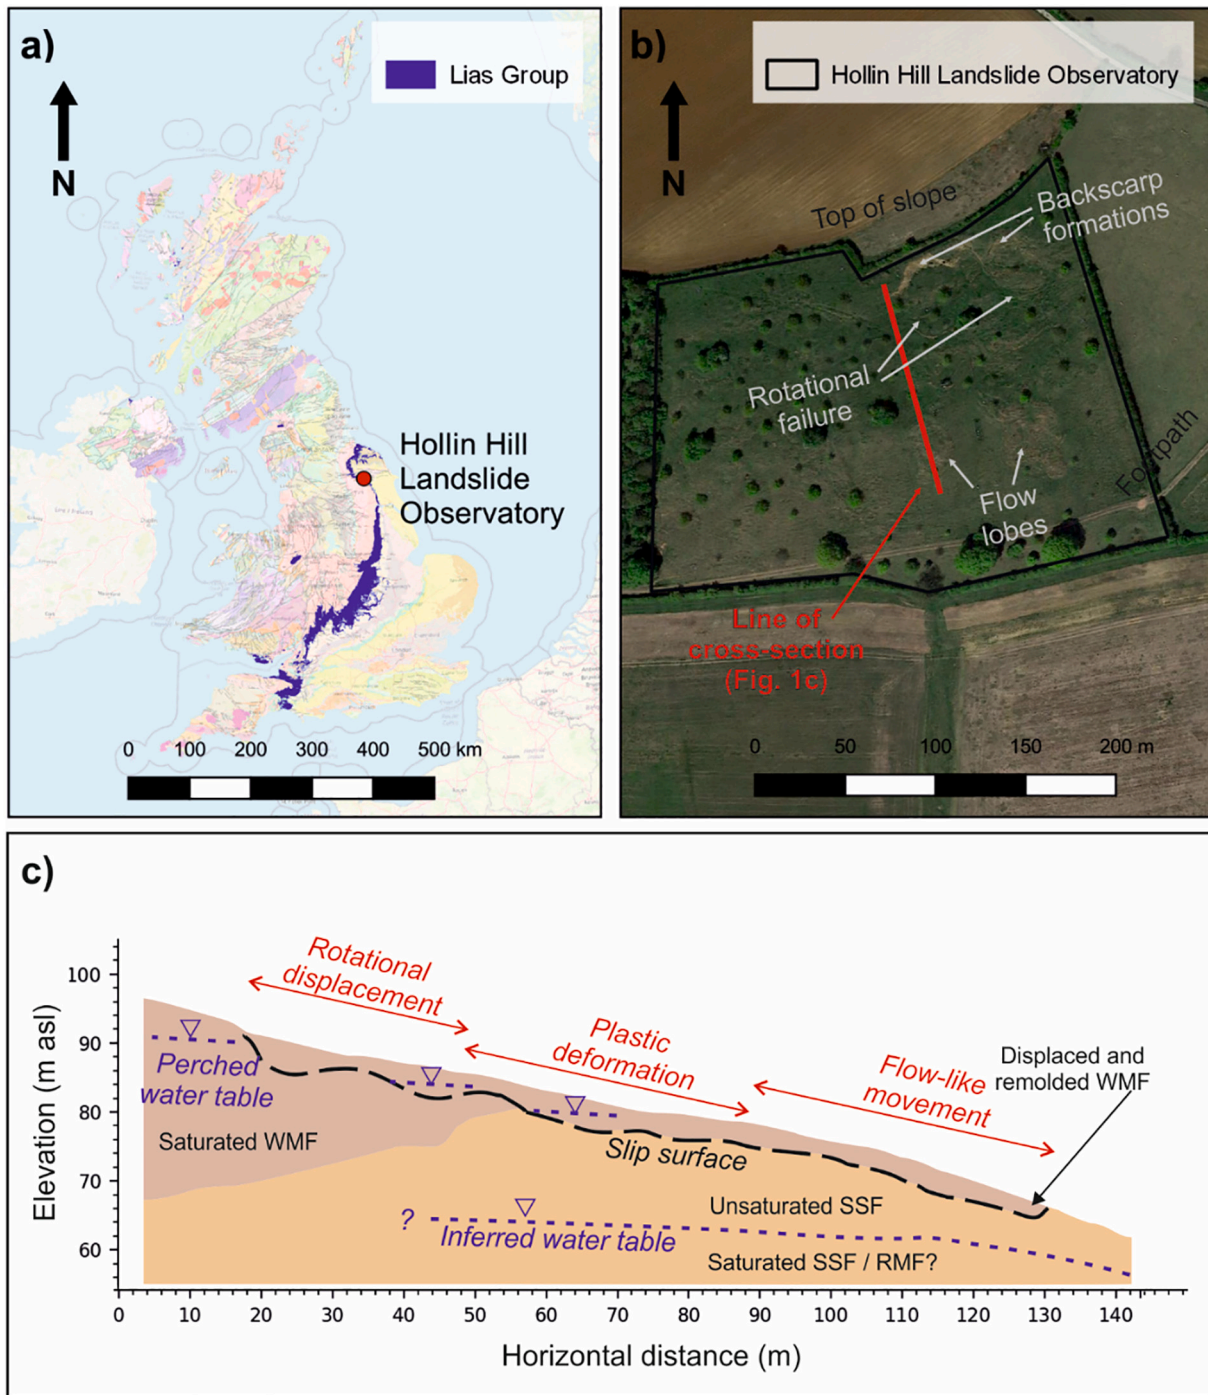 a)
Lias Group
N
Hollin Hill
Landslide
Observatory
0 100 200 300 400 500 km
b)
Hollin Hill Landslide Observatory
N
Top of slope
Backscarp
formations
Rotational
failure
Flow
lobes
Footpath
Line of
cross-section
(Fig. 1c)
0 50 100 150 200 m
c)
Elevation (m asl)
100
90
80
70
60
Rotational
displacement
Plastic
deformation
Flow-like
movement
Displaced and
remolded WMF
Perched
water table
Saturated WMF
Slip surface
Unsaturated SSF
?
Inferred water table
Saturated SSF / RMF?
0 10 20 30 40 50 60 70 80 90 100 110 120 130 140
Horizontal distance (m)